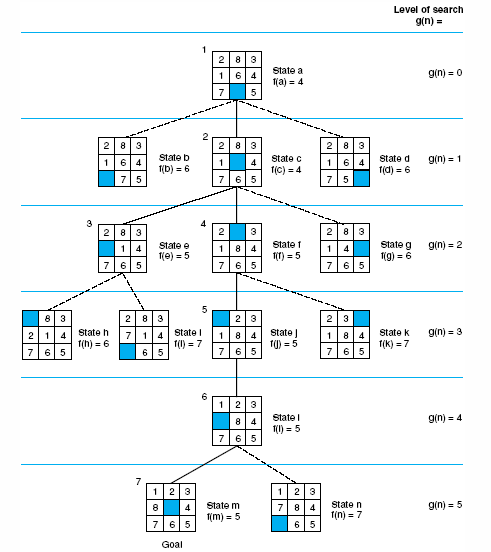 Level of search
g(n) =
1
2 8 3
1 6 4
7 5
State a
f(a) = 4
g(n) = 0
2 8 3
1 6 4
7 5
State b
f(b) = 6
2
2 8 3
1 4
7 6 5
State c
f(c) = 4
2 8 3
1 6 4
7 5
State d
f(d) = 6
g(n) = 1
3
2 8 3
1 4
7 6 5
State e
f(e) = 5
4
2 3
1 8 4
7 6 5
State f
f(f) = 5
2 8 3
1 4
7 6 5
State g
f(g) = 6
g(n) = 2
8 3
2 1 4
7 6 5
State h
f(h) = 6
2 8 3
7 1 4
6 5
State i
f(i) = 7
5
2 3
1 8 4
7 6 5
State j
f(j) = 5
2 3
1 8 4
7 6 5
State k
f(k) = 7
g(n) = 3
6
1 2 3
8 4
7 6 5
State l
f(l) = 5
g(n) = 4
7
1 2 3
8 4
7 6 5
State m
f(m) = 5
Goal
1 2 3
7 8 4
6 5
State n
f(n) = 7
g(n) = 5